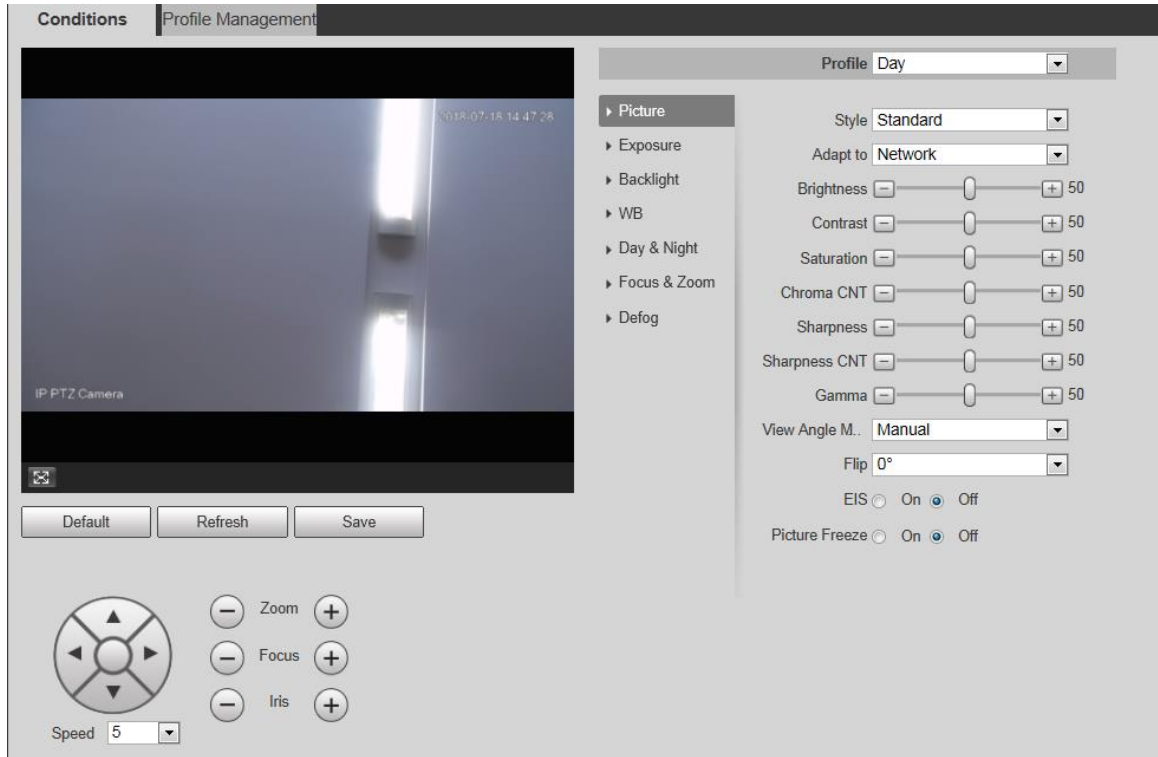 Conditions Profile Management
2018-07-18 14:47:28
IP PTZ Camera
Default Refresh Save
Zoom
Focus
Iris
Speed 5
Profile Day
Picture
Exposure
Backlight
WB
Day & Night
Focus & Zoom
Defog
Style Standard
Adapt to Network
Brightness 50
Contrast 50
Saturation 50
Chroma CNT 50
Sharpness 50
Sharpness CNT 50
Gamma 50
View Angle M.. Manual
Flip 0°
EIS On Off
Picture Freeze On Off